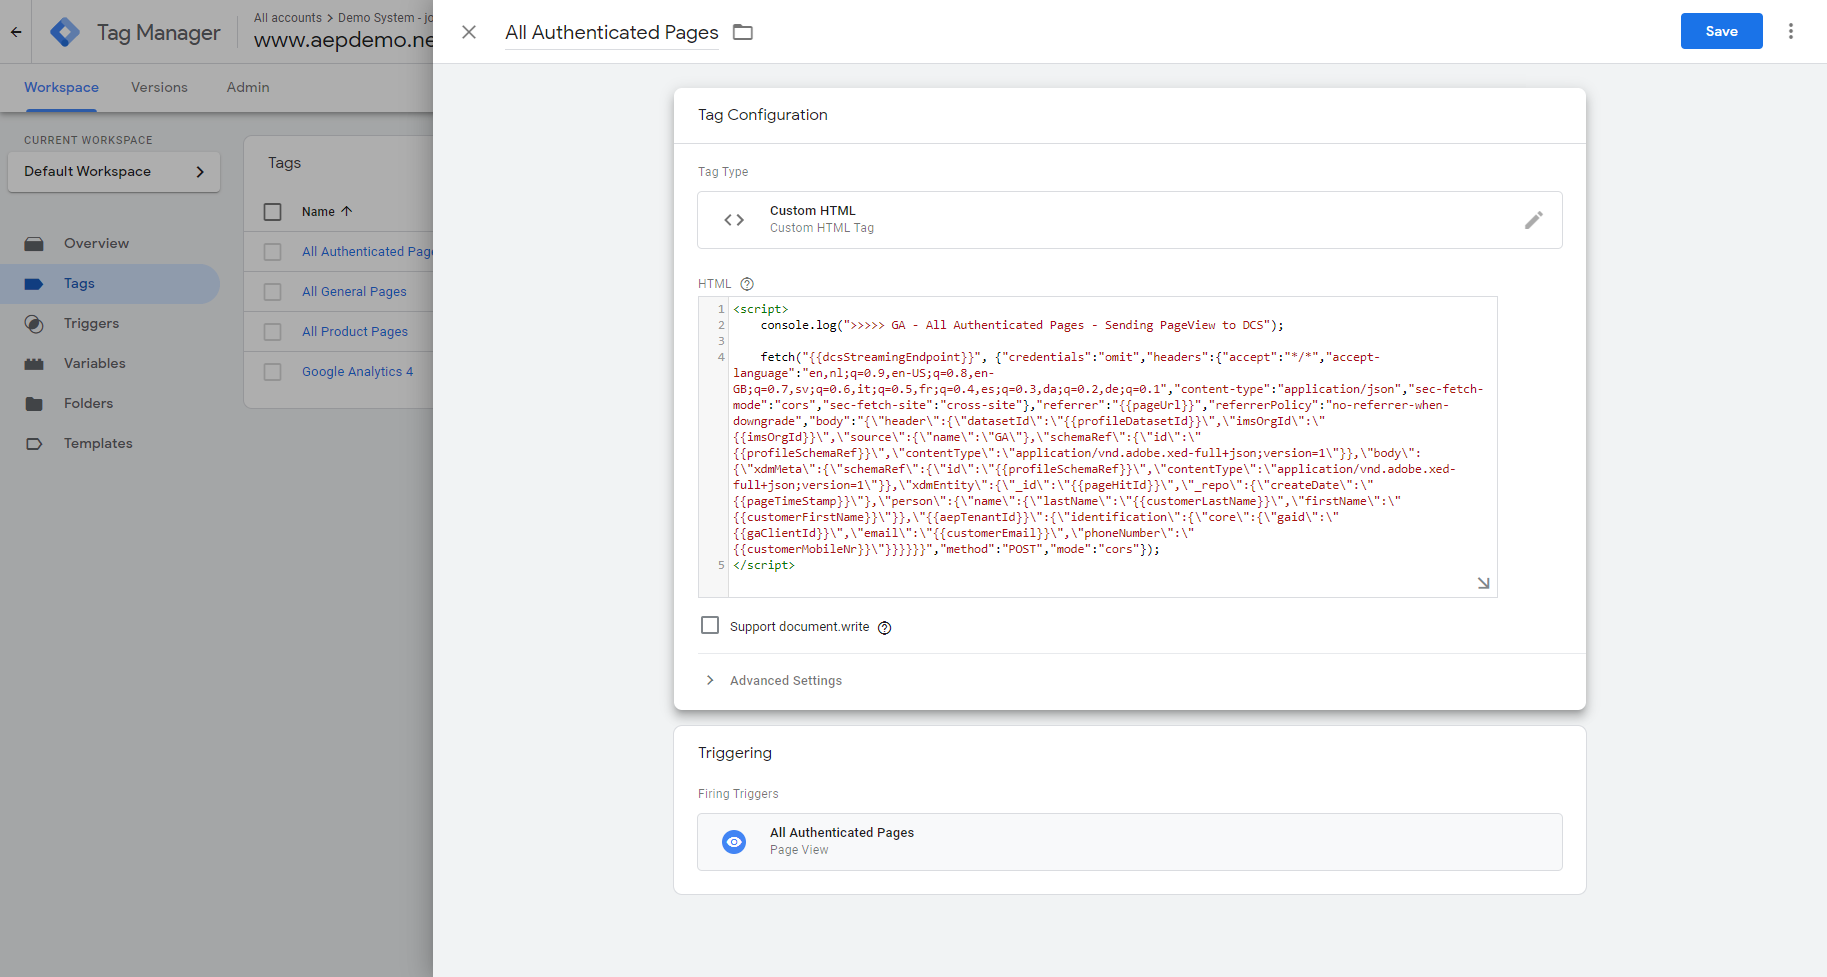 Tag Manager
All accounts > Demo System - jo
www.aepdemo.ne
All Authenticated Pages
Save
Workspace
Versions
Admin
CURRENT WORKSPACE
Default Workspace
Overview
Tags
Triggers
Variables
Folders
Templates
Tags
Name
All Authenticated Page
All General Pages
All Product Pages
Google Analytics 4
Tag Configuration
Tag Type
Custom HTML
Custom HTML Tag
HTML
1 <script>
2     console.log(">>>>> GA - All Authenticated Pages - Sending PageView to DCS");
3
4     fetch("{{dcsStreamingEndpoint}}", {"credentials":"omit","headers":{"accept":"*/*","accept-
language":"en,nl;q=0.9,en-US;q=0.8,en-
GB;q=0.7,sv;q=0.6,it;q=0.5,fr;q=0.4,es;q=0.3,da;q=0.2,de;q=0.1","content-type":"application/json","sec-fetch-
mode":"cors","sec-fetch-site":"cross-site"},"referrer":"{{pageUrl}}","referrerPolicy":"no-referrer-when-
downgrade","body":"{\"header\":{\"datasetId\":\"{{profileDatasetId}}\",\"imsOrgId\":\"
{{imsOrgId}}\",\"source\":{\"name\":\"GA\"},\"schemaRef\":{\"id\":\"
{{profileSchemaRef}}\",\"contentType\":\"application/vnd.adobe.xed-full+json;version=1\"}},\"body\":
{\"xdmMeta\":{\"schemaRef\":{\"id\":\"{{profileSchemaRef}}\",\"contentType\":\"application/vnd.adobe.xed-
full+json;version=1\"}},\"xdmEntity\":{\"_id\":\"{{pageHitId}}\",\"_repo\":{\"createDate\":\"
{{pageTimeStamp}}\"},\"person\":{\"name\":{\"lastName\":\"{{customerLastName}}\",\"firstName\":\"
{{customerFirstName}}\"}},\"{{aepTenantId}}\":{\"identification\":{\"core\":{\"gaid\":\"
{{gaClientId}}\",\"email\":\"{{customerEmail}}\",\"phoneNumber\":\"
{{customerMobileNr}}\"}}}}}}","method":"POST","mode":"cors"});
5 </script>
Support document.write
Advanced Settings
Triggering
Firing Triggers
All Authenticated Pages
Page View